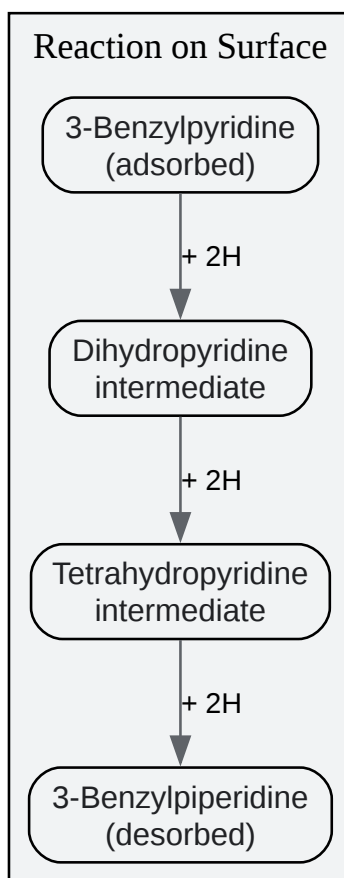 Reaction on Surface
3-Benzylpyridine
(adsorbed)
+ 2H
Dihydropyridine
intermediate
+ 2H
Tetrahydropyridine
intermediate
+ 2H
3-Benzylpiperidine
(desorbed)